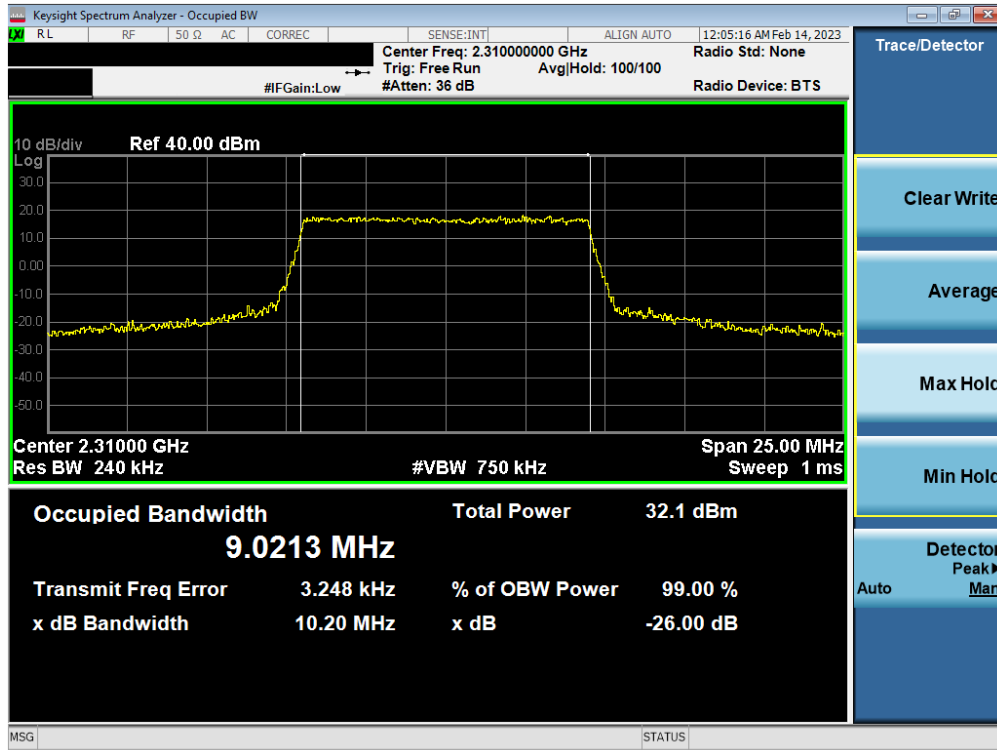 Keysight Spectrum Analyzer - Occupied BW
LXI RL RF 50 Ω AC CORREC SENSE:INT ALIGN AUTO 12:05:16 AM Feb 14, 2023
Center Freq: 2.310000000 GHz Radio Std: None
Trig: Free Run Avg|Hold: 100/100
#IFGain:Low #Atten: 36 dB Radio Device: BTS
10 dB/div Ref 40.00 dBm
Log
30.0
20.0
10.0
0.00
-10.0
-20.0
-30.0
-40.0
-50.0
Center 2.31000 GHz Span 25.00 MHz
Res BW 240 kHz #VBW 750 kHz Sweep 1 ms
Occupied Bandwidth Total Power 32.1 dBm
9.0213 MHz
Transmit Freq Error 3.248 kHz % of OBW Power 99.00 %
x dB Bandwidth 10.20 MHz x dB -26.00 dB
MSG STATUS
Trace/Detector
Clear Write
Average
Max Hold
Min Hold
Detector
Peak▶
Auto Man